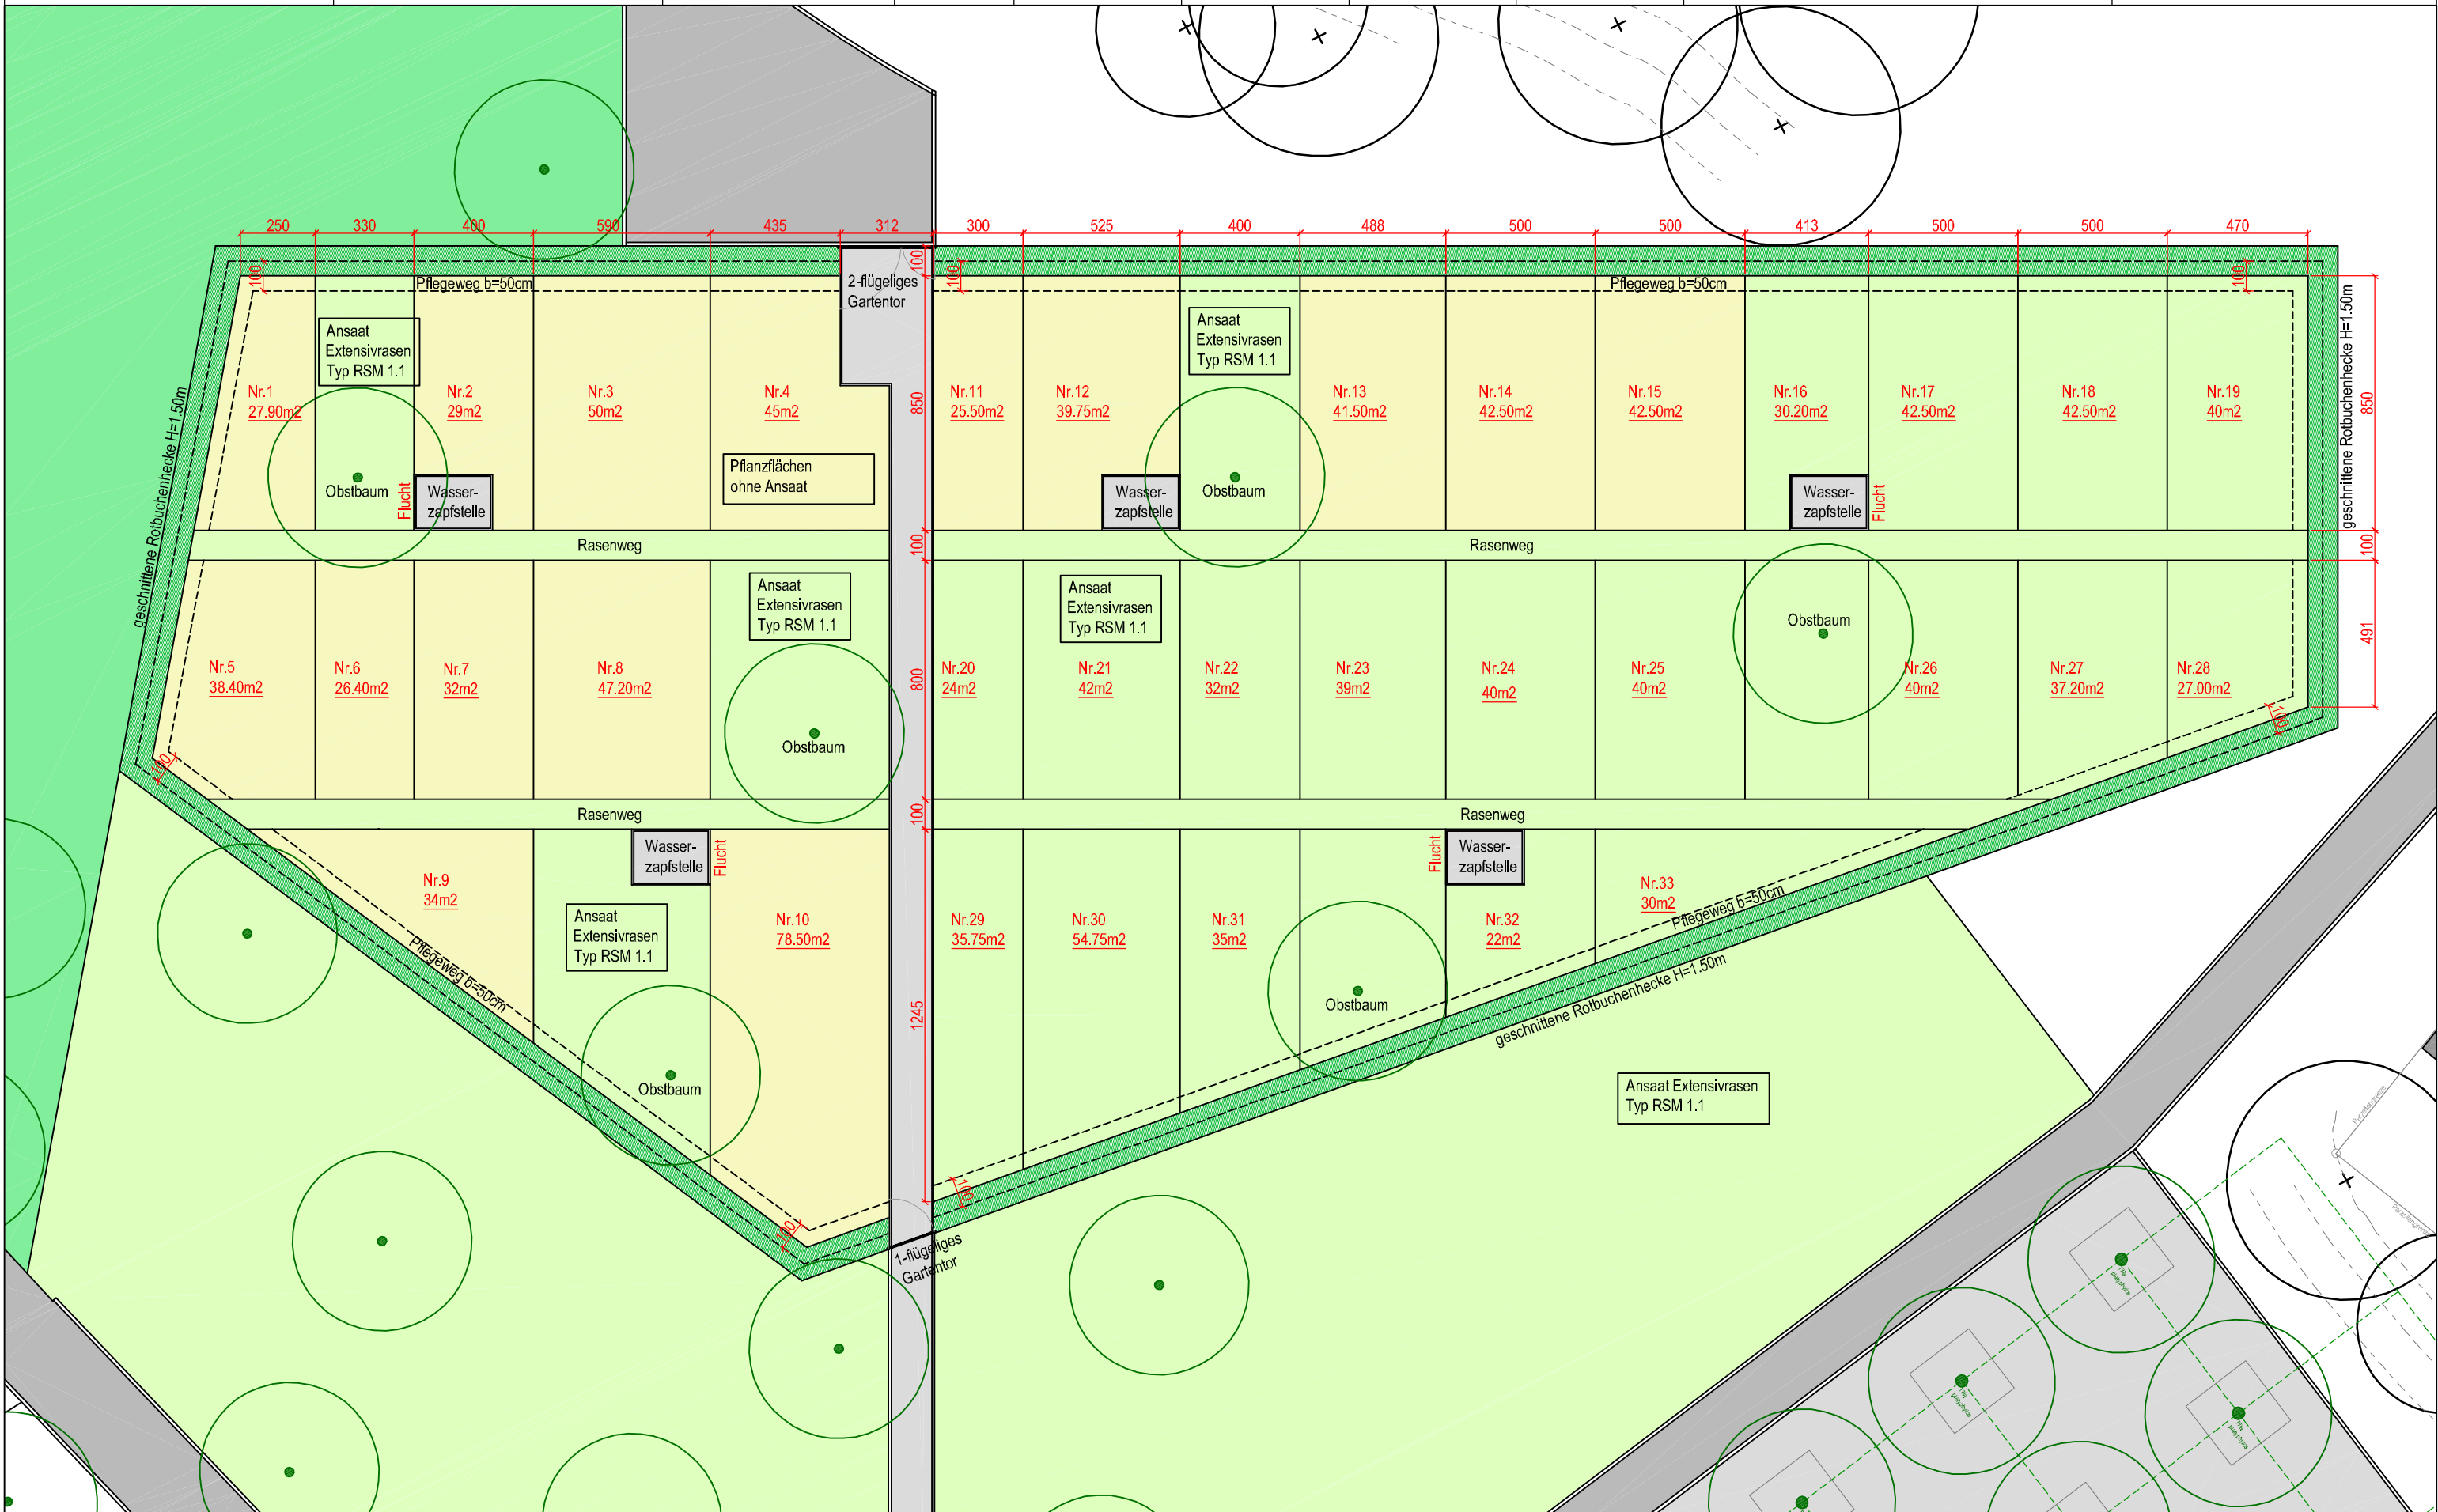 250 330 400 590 435 312 300 525 400 488 500 500 413 500 500 470
100
100
100
100
Pflegeweg b=50cm
Pflegeweg b=50cm
2-flügeliges
Gartentor
geschnittene Rotbuchenhecke H=1.50m
geschnittene Rotbuchenhecke H=1.50m
Ansaat
Extensivrasen
Typ RSM 1.1
Ansaat
Extensivrasen
Typ RSM 1.1
Nr.1
27.90m2
Nr.2
29m2
Nr.3
50m2
Nr.4
45m2
850
Nr.11
25.50m2
Nr.12
39.75m2
Nr.13
41.50m2
Nr.14
42.50m2
Nr.15
42.50m2
Nr.16
30.20m2
Nr.17
42.50m2
Nr.18
42.50m2
Nr.19
40m2
850
Pflanzflächen
ohne Ansaat
Obstbaum
Flucht
Wasser-
zapfstelle
Wasser-
zapfstelle
Obstbaum
Wasser-
zapfstelle
Flucht
Rasenweg
100
Rasenweg
100
Ansaat
Extensivrasen
Typ RSM 1.1
Ansaat
Extensivrasen
Typ RSM 1.1
Obstbaum
491
Nr.5
38.40m2
Nr.6
26.40m2
Nr.7
32m2
Nr.8
47.20m2
800
Nr.20
24m2
Nr.21
42m2
Nr.22
32m2
Nr.23
39m2
Nr.24
40m2
Nr.25
40m2
Nr.26
40m2
Nr.27
37.20m2
Nr.28
27.00m2
100
Obstbaum
100
Rasenweg
100
Rasenweg
Wasser-
zapfstelle
Flucht
Flucht
Wasser-
zapfstelle
Nr.9
34m2
Nr.33
30m2
Pflegeweg b=50cm
Ansaat
Extensivrasen
Typ RSM 1.1
Nr.10
78.50m2
Nr.29
35.75m2
Nr.30
54.75m2
Nr.31
35m2
Nr.32
22m2
Pflegeweg b=50cm
geschnittene Rotbuchenhecke H=1.50m
Obstbaum
1245
Obstbaum
Ansaat Extensivrasen
Typ RSM 1.1
Parzellengrenze
100
100
Parzellengrenze
1-flügeliges
Gartentor